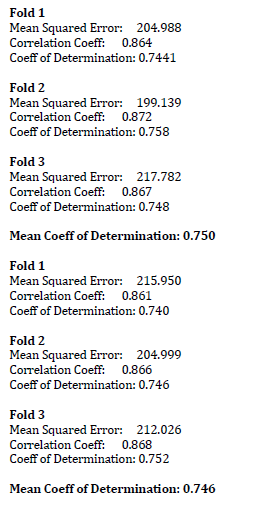 Fold 1
Mean Squared Error: 204.988
Correlation Coeff: 0.864
Coeff of Determination: 0.7441
Fold 2
Mean Squared Error: 199.139
Correlation Coeff: 0.872
Coeff of Determination: 0.758
Fold 3
Mean Squared Error: 217.782
Correlation Coeff: 0.867
Coeff of Determination: 0.748
Mean Coeff of Determination: 0.750
Fold 1
Mean Squared Error: 215.950
Correlation Coeff: 0.861
Coeff of Determination: 0.740
Fold 2
Mean Squared Error: 204.999
Correlation Coeff: 0.866
Coeff of Determination: 0.746
Fold 3
Mean Squared Error: 212.026
Correlation Coeff: 0.868
Coeff of Determination: 0.752
Mean Coeff of Determination: 0.746